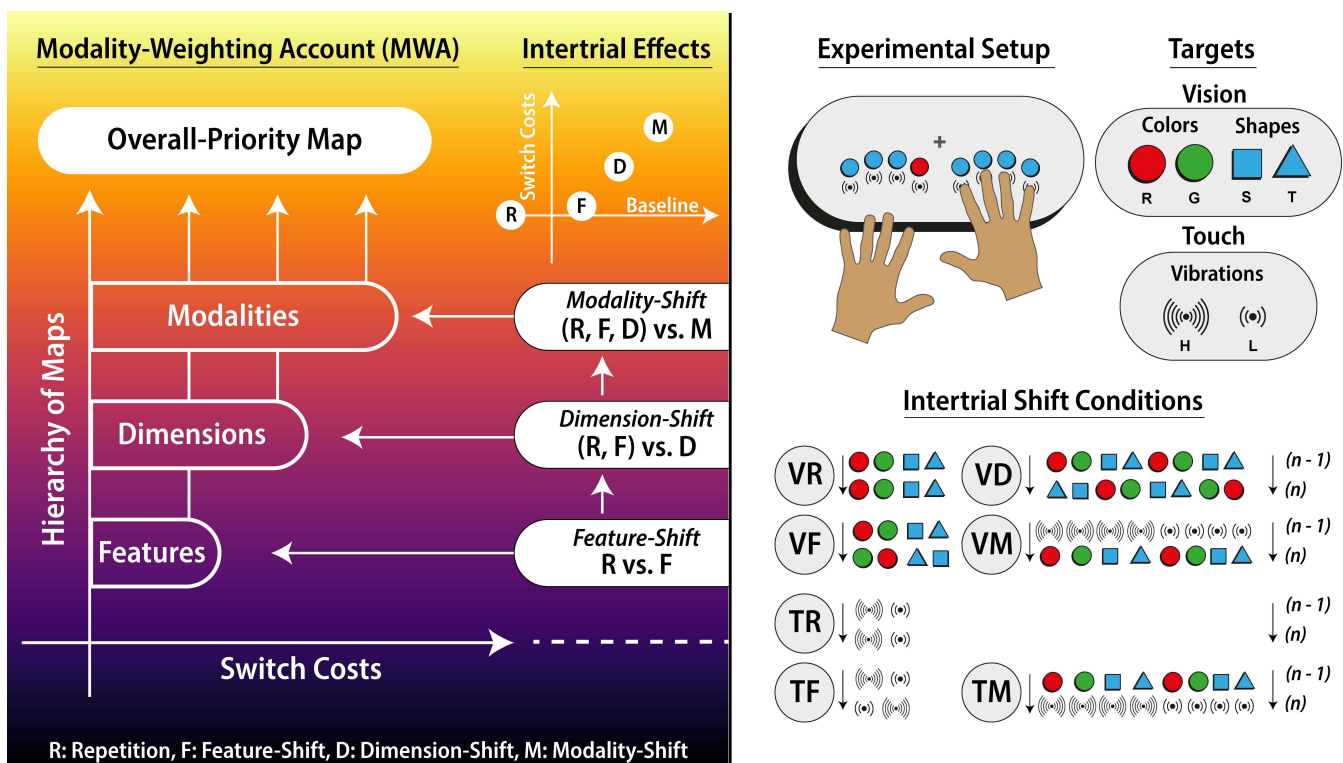 Modality-Weighting Account (MWA)
Overall-Priority Map
Hierarchy of Maps
Modalities
Dimensions
Features
Switch Costs
Intertrial Effects
Switch Costs
M
D
F
R
Baseline
Modality-Shift
(R, F, D) vs. M
Dimension-Shift
(R, F) vs. D
Feature-Shift
R vs. F
R: Repetition, F: Feature-Shift, D: Dimension-Shift, M: Modality-Shift
Experimental Setup
+
Targets
Vision
Colors Shapes
R G S T
Touch
Vibrations
H L
Intertrial Shift Conditions
VR VD (n - 1)
(n)
VF VM (n - 1)
(n)
TR (n - 1)
(n)
TF TM (n - 1)
(n)